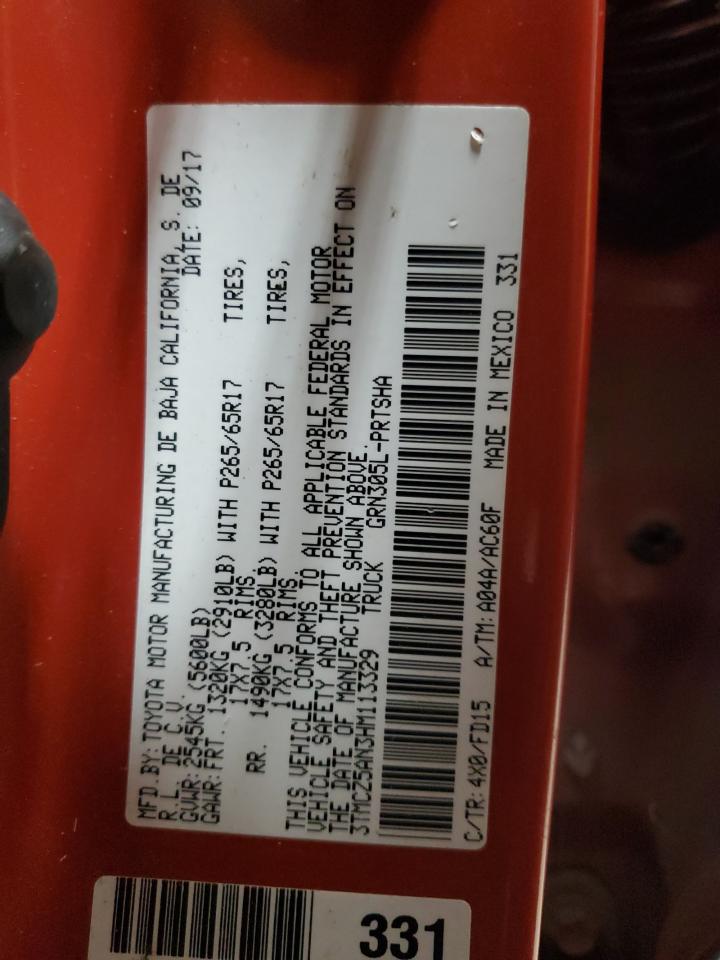 MFD.BY:TOYOTA MOTOR MANUFACTURING DE BAJA CALIFORNIA, S. DE
R.L. DE C.V. DATE: 09/17
GVWR:2545KG (5600LB)
GAWR:FRT. 1320KG (2910LB) WITH P265/65R17 TIRES,
17X7.5 RIMS.
RR. 1490KG (3280LB) WITH P265/65R17 TIRES,
17X7.5 RIMS.
THIS VEHICLE CONFORMS TO ALL APPLICABLE FEDERAL MOTOR
VEHICLE SAFETY AND THEFT PREVENTION STANDARDS IN EFFECT ON
THE DATE OF MANUFACTURE SHOWN ABOVE.
3TMCZ5AN3HM113329 TRUCK GRN305L-PRTSHA
C/TR:4X0/FD15 A/TM:A04A/AC60F MADE IN MEXICO 331
331